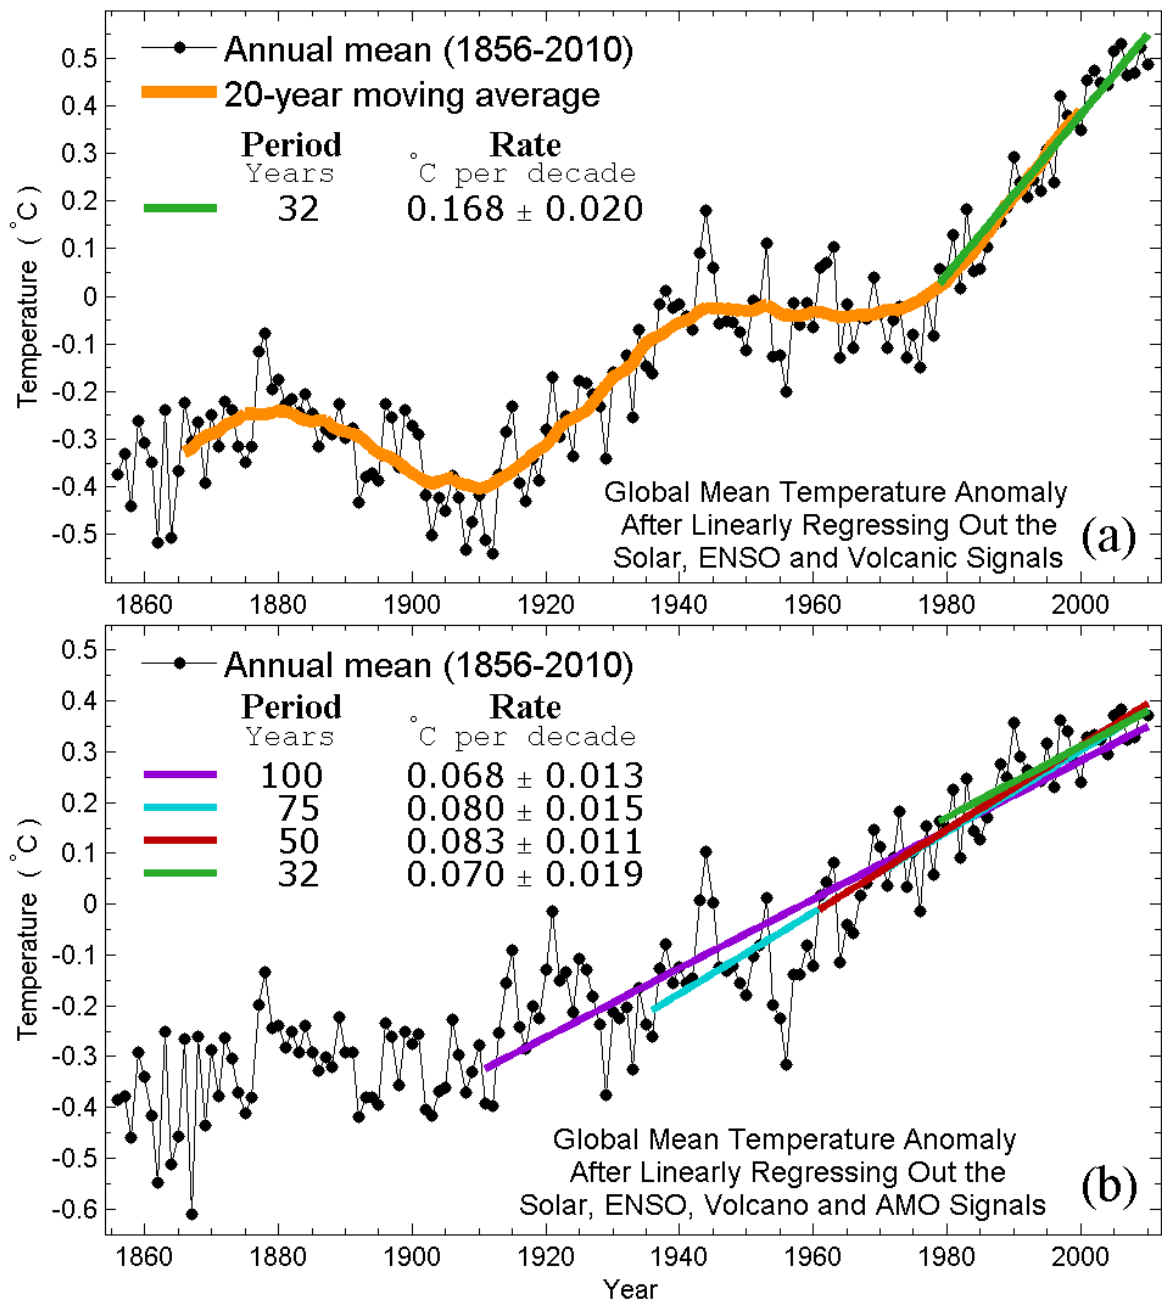 Annual mean (1856-2010)
20-year moving average
Period Rate
Years °C per decade
32 0.168 ± 0.020
0.5
0.4
0.3
0.2
0.1
0
-0.1
-0.2
-0.3
-0.4
-0.5
Temperature (°C)
Global Mean Temperature Anomaly
After Linearly Regressing Out the
Solar, ENSO and Volcanic Signals
(a)
1860 1880 1900 1920 1940 1960 1980 2000
Annual mean (1856-2010)
Period Rate
Years °C per decade
100 0.068 ± 0.013
75 0.080 ± 0.015
50 0.083 ± 0.011
32 0.070 ± 0.019
0.5
0.4
0.3
0.2
0.1
0
-0.1
-0.2
-0.3
-0.4
-0.5
-0.6
Temperature (°C)
Global Mean Temperature Anomaly
After Linearly Regressing Out the
Solar, ENSO, Volcano and AMO Signals
(b)
1860 1880 1900 1920 1940 1960 1980 2000
Year